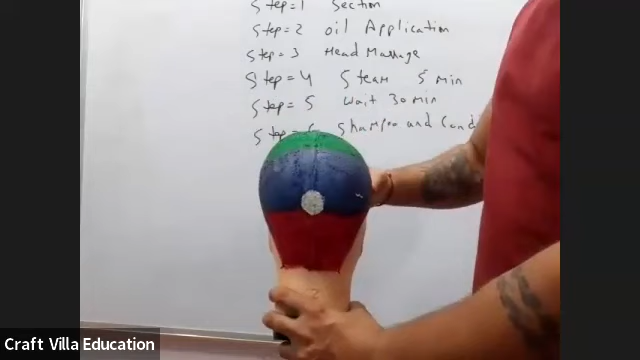 Step=1 Section
Step=2 oil Application
Step=3 Head Massage
Step=4 Steam 5 min
Step=5 Wait 30 min
Shampoo and Condi
Craft Villa Education